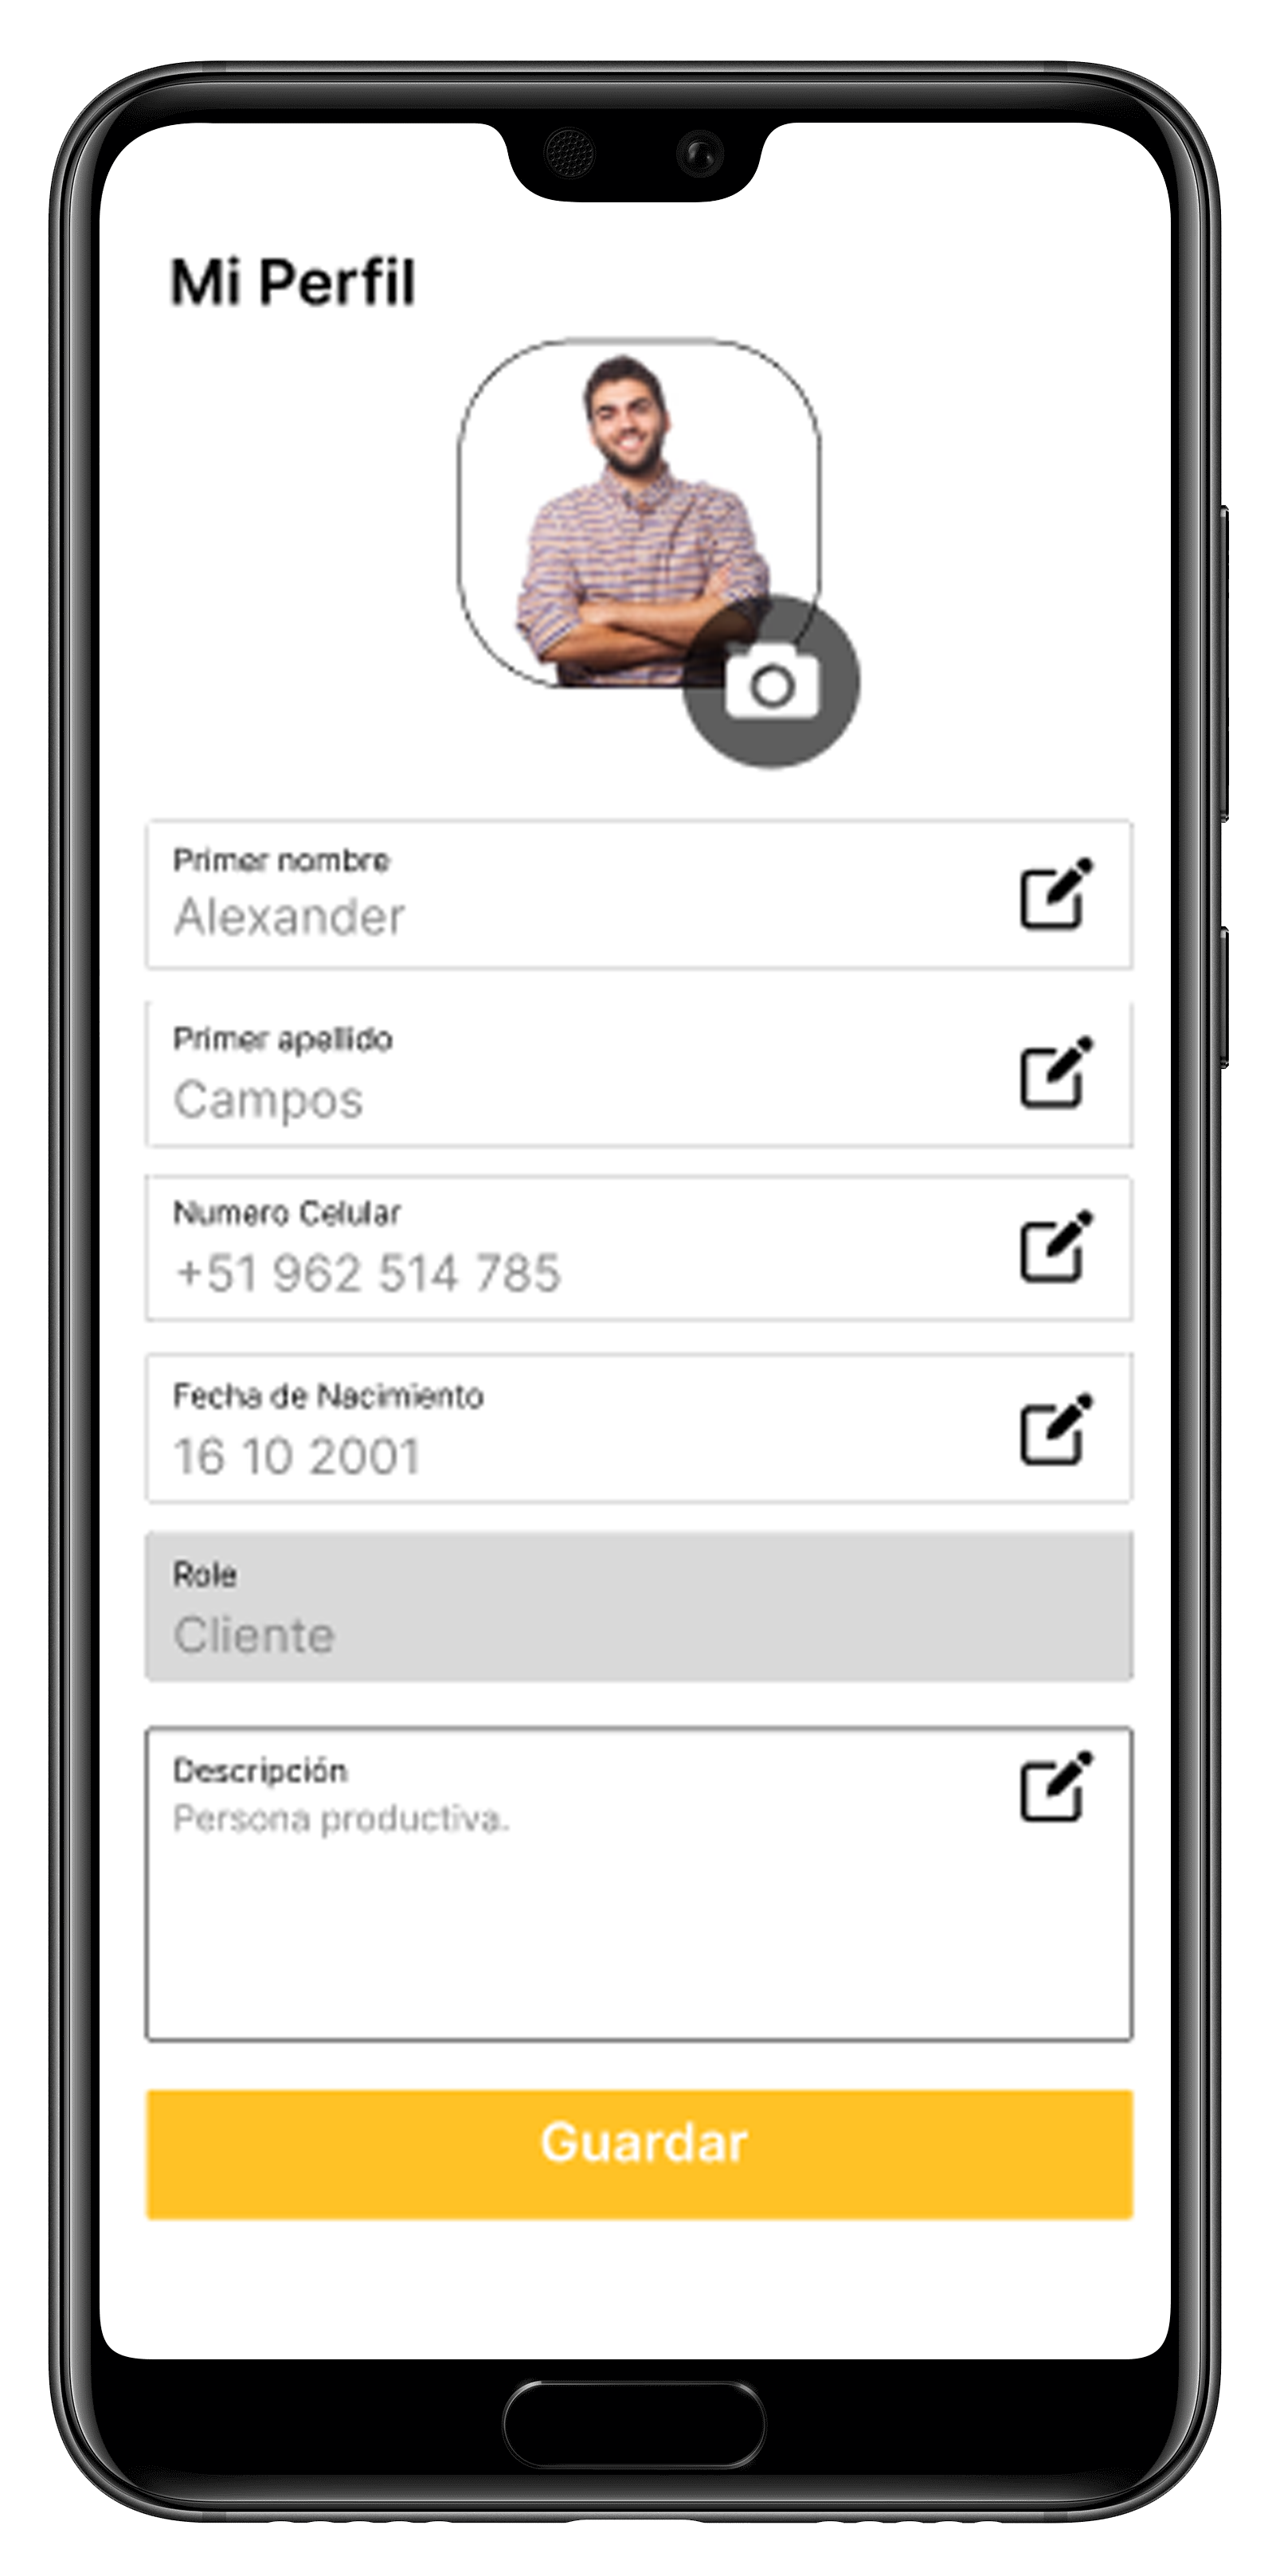 Mi Perfil
Primer nombre
Alexander
Primer apellido
Campos
Numero Celular
+51 962 514 785
Fecha de Nacimiento
16 10 2001
Role
Cliente
Descripción
Persona productiva.
Guardar